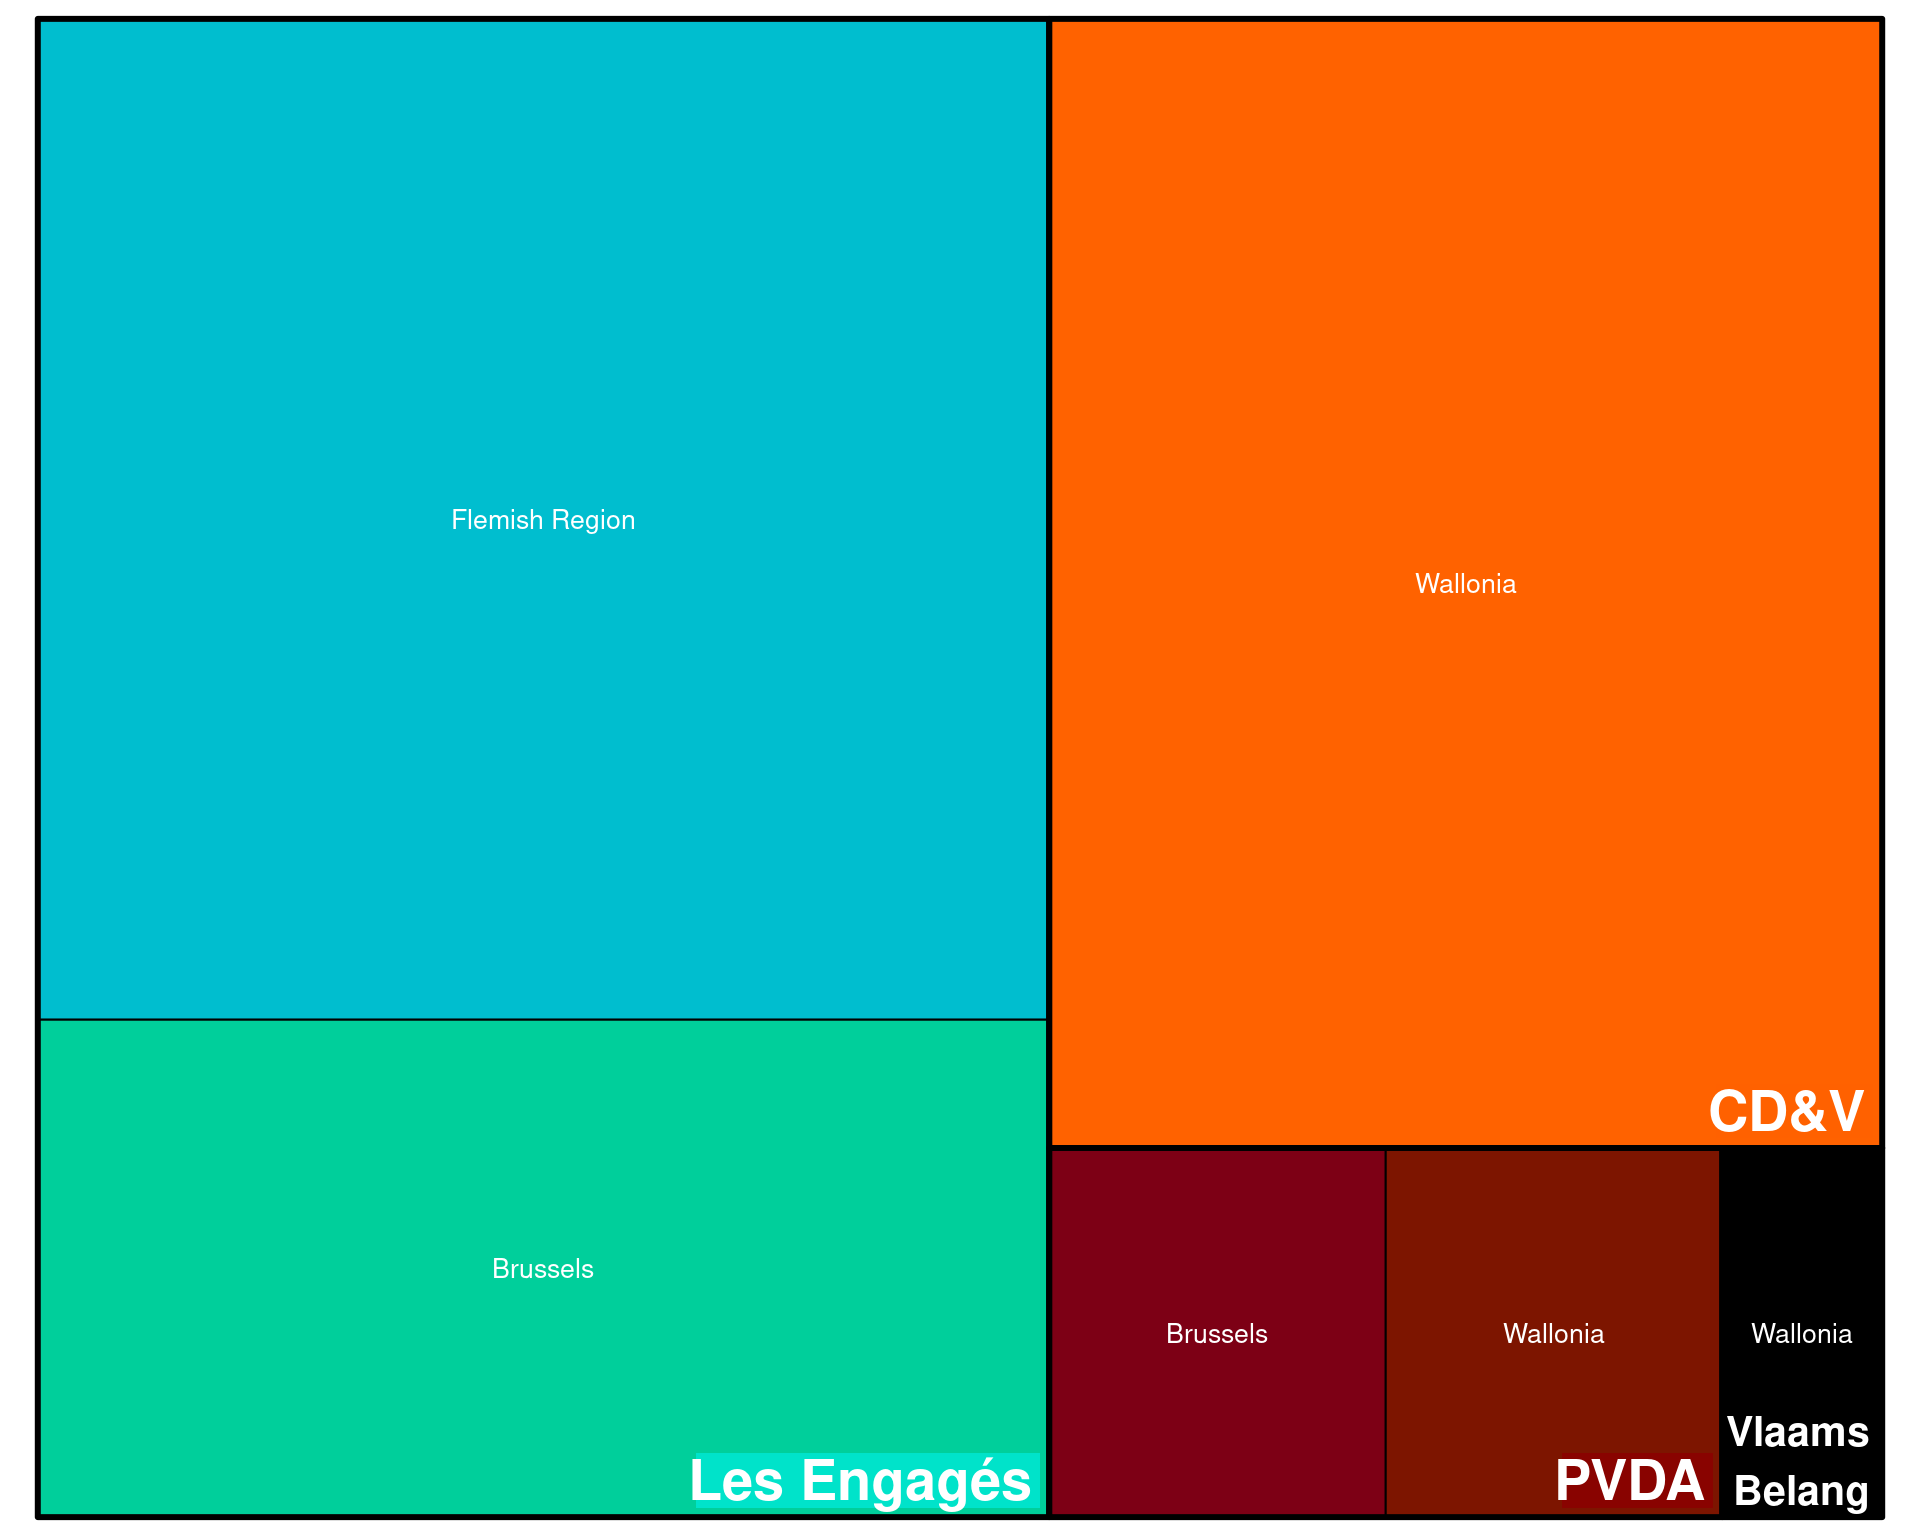 Flemish Region
Brussels
Les Engagés
Wallonia
CD&V
Brussels
Wallonia
PVDA
Wallonia
Vlaams
Belang